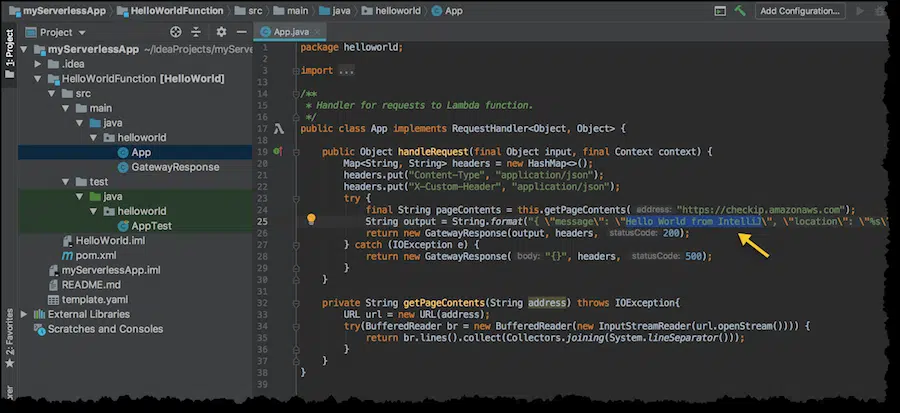 myServerlessApp HelloWorldFunction src main java helloworld App
Add Configuration...
1: Project
Project
App.java
myServerlessApp ~/IdeaProjects/myServe
.idea
HelloWorldFunction [HelloWorld]
src
main
java
helloworld
App
GatewayResponse
test
java
helloworld
AppTest
HelloWorld.iml
pom.xml
myServerlessApp.iml
README.md
template.yaml
External Libraries
Scratches and Consoles
2: Favorites
1 package helloworld;
2
3 import ...
13
14 /**
15 * Handler for requests to Lambda function.
16 */
17 public class App implements RequestHandler<Object, Object> {
18
19 public Object handleRequest(final Object input, final Context context) {
20 Map<String, String> headers = new HashMap<>();
21 headers.put("Content-Type", "application/json");
22 headers.put("X-Custom-Header", "application/json");
23 try {
24 final String pageContents = this.getPageContents( address: "https://checkip.amazonaws.com");
25 String output = String.format("{ \"message\": \"Hello World from IntelliJ\", \"location\": \"%s\
26 return new GatewayResponse(output, headers, statusCode: 200);
27 } catch (IOException e) {
28 return new GatewayResponse( body: "{}", headers, statusCode: 500);
29 }
30 }
31
32 private String getPageContents(String address) throws IOException{
33 URL url = new URL(address);
34 try(BufferedReader br = new BufferedReader(new InputStreamReader(url.openStream()))) {
35 return br.lines().collect(Collectors.joining(System.lineSeparator()));
36 }
37 }
38 }
39